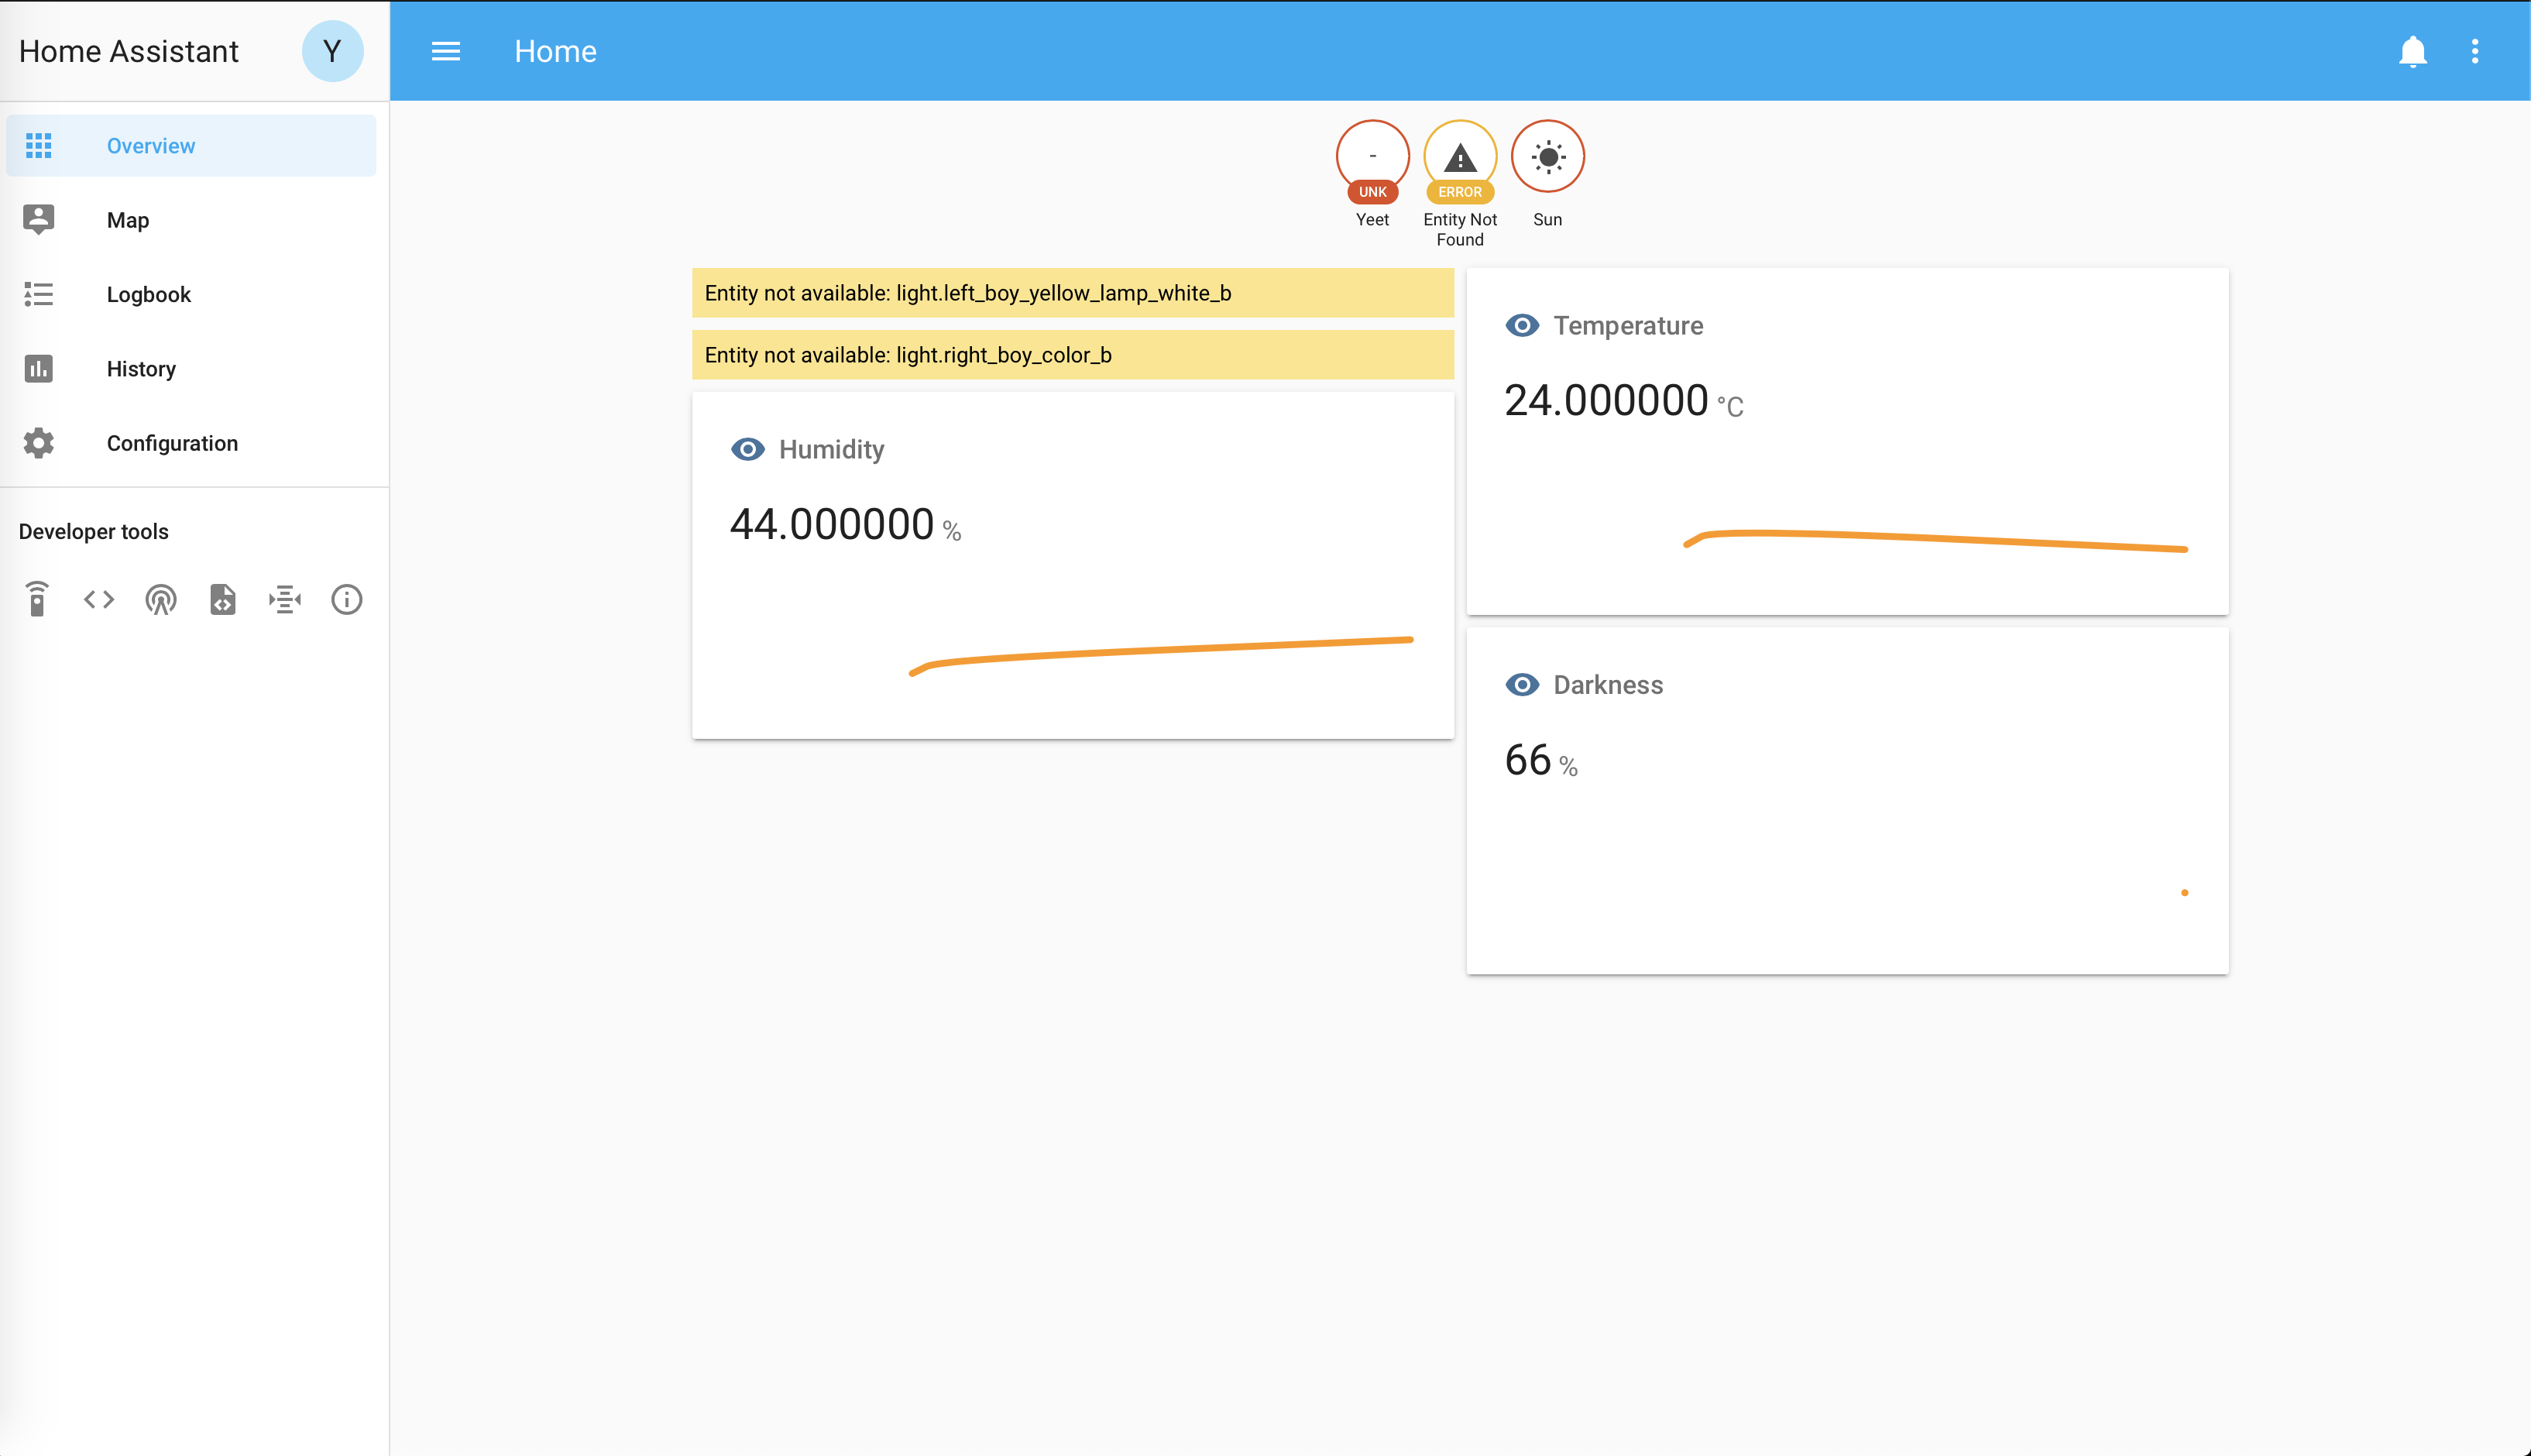 Home Assistant
Y
Home
Overview
Map
Logbook
History
Configuration
Developer tools
-
UNK
Yeet
ERROR
Entity Not
Found
Sun
Entity not available: light.left_boy_yellow_lamp_white_b
Entity not available: light.right_boy_color_b
Humidity
44.000000 %
Temperature
24.000000 °C
Darkness
66 %